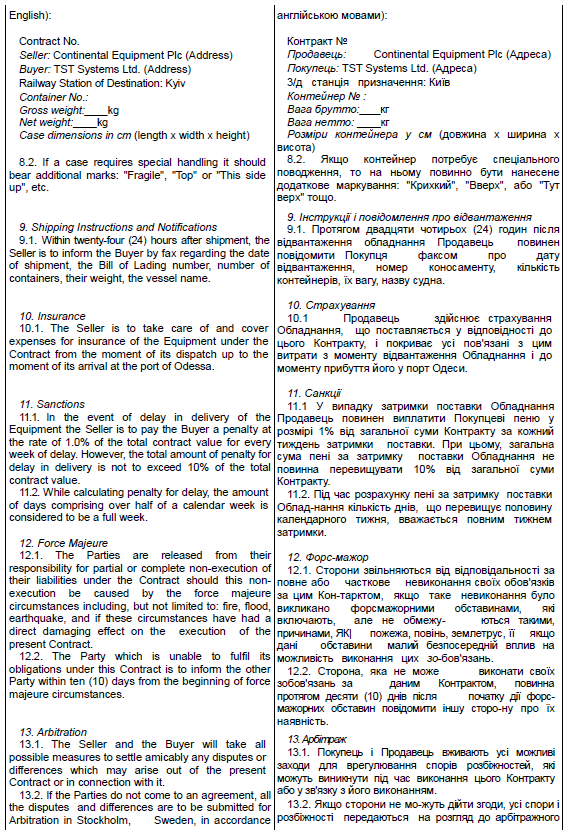 English):
Contract No.
Seller: Continental Equipment Plc (Address)
Buyer: TST Systems Ltd. (Address)
Railway Station of Destination: Kyiv
Container No.:
Gross weight:____kg
Net weight:____kg
Case dimensions in cm (length x width x height)
8.2. If a case requires special handling it should
bear additional marks: "Fragile", "Top" or "This side
up", etc.
9. Shipping Instructions and Notifications
9.1. Within twenty-four (24) hours after shipment, the
Seller is to inform the Buyer by fax regarding the date
of shipment, the Bill of Lading number, number of
containers, their weight, the vessel name.
10. Insurance
10.1. The Seller is to take care of and cover
expenses for insurance of the Equipment under the
Contract from the moment of its dispatch up to the
moment of its arrival at the port of Odessa.
11. Sanctions
11.1. In the event of delay in delivery of the
Equipment the Seller is to pay the Buyer a penalty at
the rate of 1.0% of the total contract value for every
week of delay. However, the total amount of penalty for
delay in delivery is not to exceed 10% of the total
contract value.
11.2. While calculating penalty for delay, the amount
of days comprising over half of a calendar week is
considered to be a full week.
12. Force Majeure
12.1. The Parties are released from their
responsibility for partial or complete non-execution of
their liabilities under the Contract should this non-
execution be caused by the force majeure
circumstances including, but not limited to: fire, flood,
earthquake, and if these circumstances have had a
direct damaging effect on the execution of the
present Contract.
12.2. The Party which is unable to fulfil its
obligations under this Contract is to inform the other
Party within ten (10) days from the beginning of force
majeure circumstances.
13. Arbitration
13.1. The Seller and the Buyer will take all
possible measures to settle amicably any disputes or
differences which may arise out of the present
Contract or in connection with it.
13.2. If the Parties do not come to an agreement, all
the disputes and differences are to be submitted for
Arbitration in Stockholm, Sweden, in accordance
англійською мовами):
Контракт №
Продавець: Continental Equipment Plc (Адреса)
Покупець: TST Systems Ltd. (Адреса)
З/д станція призначення: Київ
Контейнер № :
Вага брутто:____кг
Вага нетто: ____кг
Розміри контейнера у см (довжина х ширина х
висота)
8.2. Якщо контейнер потребує спеціального
поводження, то на ньому повинно бути нанесене
додаткове маркування: "Крихкий", "Вверх", або "Тут
верх" тощо.
9. Інструкції і повідомлення про відвантаження
9.1. Протягом двадцяти чотирьох (24) годин після
відвантаження обладнання Продавець повинен
повідомити Покупця факсом про дату
відвантаження, номер коносаменту, кількість
контейнерів, їх вагу, назву судна.
10. Страхування
10.1 Продавець здійснює страхування
Обладнання, що поставляється у відповідності до
цього Контракту, і покриває усі пов'язані з цим
витрати з моменту відвантаження Обладнання і до
моменту прибуття його у порт Одеси.
11. Санкції
11.1 У випадку затримки поставки Обладнання
Продавець повинен виплатити Покупцеві пеню у
розмірі 1% від загальної суми Контракту за кожний
тиждень затримки поставки. При цьому, загальна
сума пені за затримку поставки Обладнання не
повинна перевищувати 10% від загальної суми
Контракту.
11.2. Під час розрахунку пені за затримку поставки
Облад-нання кількість днів, що перевищує половину
календарного тижня, вважається повним тижнем
затримки.
12. Форс-мажор
12.1. Сторони звільняються від відповідальності за
повне або часткове невиконання своїх обов'язків
за цим Кон-тарктом, якщо таке невиконання було
викликано форсмажорними обставинами, які
включають, але не обмежу- ються такими,
причинами, ЯК| пожежа, повінь, землетрус, її якщо
дані обставини малий безпосередній вплив на
можливість виконання цих зо-бов'язань.
12.2. Сторона, яка не може виконати своїх
зобов'язань за даним Контрактом, повинна
протягом десяти (10) днів після початку дії форс-
мажорних обставин повідомити іншу сторо-ну про їх
наявність.
13. Арбітраж
13.1. Покупець і Продавець вживають усі можливі
заходи для врегулювання спорів розбіжностей, які
можуть виникнути під час виконання цього Контракту
або у зв'язку з його виконанням.
13.2. Якщо сторони не мо-жуть дійти згоди, усі спори і
розбіжності передаються на розгляд до арбітражного